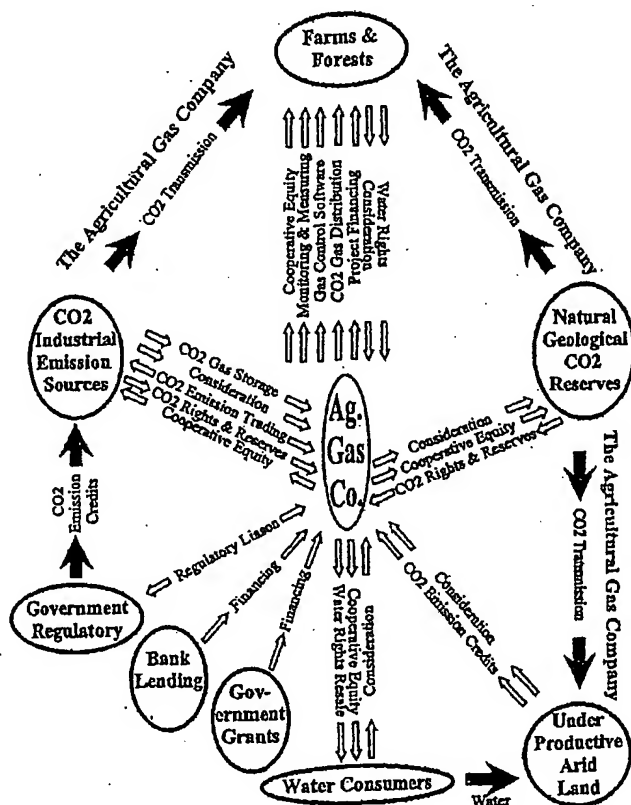 Farms &
Forests
The Agricultural Gas Company
CO2 Transmission
The Agricultural Gas Company
CO2 Transmission
Cooperative Equity
Monitoring & Measuring
Gas Control Software
CO2 Gas Distribution
Project Financing
Consideration
Water Rights
CO2
Industrial
Emission
Sources
Natural
Geological
CO2
Reserves
CO2 Gas Storage
Consideration
CO2 Emission Trading
CO2 Rights & Reserves
Cooperative Equity
Ag.
Gas
Co.
Consideration
Cooperative Equity
CO2 Rights & Reserves
The Agricultural Gas Company
CO2 Transmission
CO2
Emission
Credits
Regulatory Liason
Financing
Financing
Government
Regulatory
Bank
Lending
Gov-
ernment
Grants
Water Rights Resale
Cooperative Equity
Consideration
Consideration
CO2 Emission Credits
Water Consumers
Water
Under
Productive
Arid
Land